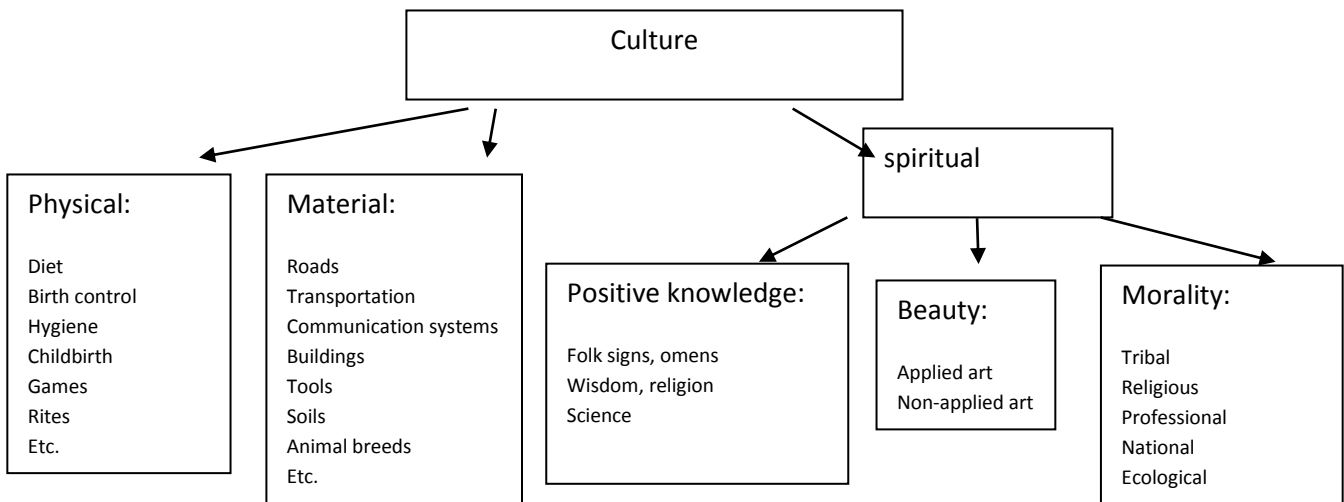 Culture
spiritual
Physical:
Diet
Birth control
Hygiene
Childbirth
Games
Rites
Etc.
Material:
Roads
Transportation
Communication systems
Buildings
Tools
Soils
Animal breeds
Etc.
Positive knowledge:
Folk signs, omens
Wisdom, religion
Science
Beauty:
Applied art
Non-applied art
Morality:
Tribal
Religious
Professional
National
Ecological